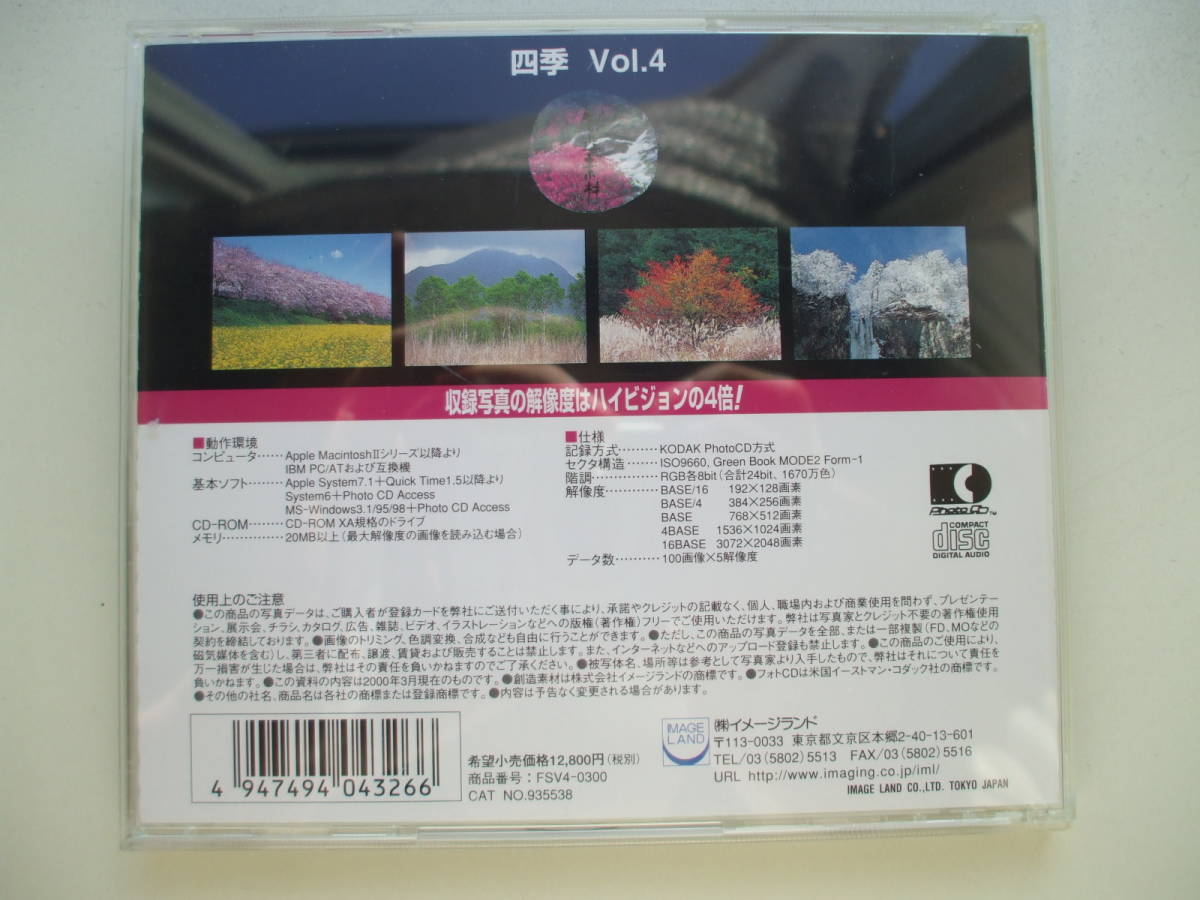 四季 Vol.4
収録写真の解像度はハイビジョンの4倍!
■動作環境
コンピュータ……Apple MacintoshⅡシリーズ以降より
IBM PC/ATおよび互換機
基本ソフト……Apple System7.1+Quick Time1.5以降より
System6+Photo CD Access
MS-Windows3.1/95/98+Photo CD Access
CD-ROM………CD-ROM XA規格のドライブ
メモリ……………20MB以上(最大解像度の画像を読み込む場合)
■仕様
記録方式………KODAK PhotoCD方式
セクタ構造……ISO9660, Green Book MODE2 Form-1
階調……………RGB各8bit(合計24bit、1670万色)
解像度…………BASE/16 192×128画素
BASE/4 384×256画素
BASE 768×512画素
4BASE 1536×1024画素
16BASE 3072×2048画素
データ数………100画像×5解像度
Photo CD™
COMPACT
disc
DIGITAL AUDIO
使用上のご注意
●この商品の写真データは、ご購入者が登録カードを弊社にご送付いただく事により、承諾やクレジットの記載なく、個人、職場内および商業使用を問わず、プレゼンテー
ション、展示会、チラシ、カタログ、広告、雑誌、ビデオ、イラストレーションなどへの版権(著作権)フリーでご使用いただけます。弊社は写真家とクレジット不要の著作権使用
契約を締結しております。●画像のトリミング、色調変換、合成なども自由に行うことができます。●ただし、この商品の写真データを全部、または一部複製(FD、MOなどの
磁気媒体を含む)し、第三者に配布、譲渡、賃貸および販売することは禁止します。また、インターネットなどへのアップロード登録も禁止します。●この商品のご使用により、
万一損害が生じた場合は、弊社はその責任を負いかねますのでご了承ください。●被写体名、場所等は参考として写真家より入手したもので、弊社はそれについて責任を
負いかねます。●この資料の内容は2000年3月現在のものです。●創造素材は株式会社イメージランドの商標です。●フォトCDは米国イーストマン・コダック社の商標です。
●その他の社名、商品名は各社の商標または登録商標です。●内容は予告なく変更される場合があります。
4 947494 043266
希望小売価格12,800円(税別)
商品番号:FSV4-0300
CAT NO.935538
IMAGE
LAND
㈱イメージランド
〒113-0033 東京都文京区本郷2-40-13-601
TEL/03(5802)5513 FAX/03(5802)5516
URL http://www.imaging.co.jp/iml/
IMAGE LAND CO.,LTD. TOKYO JAPAN